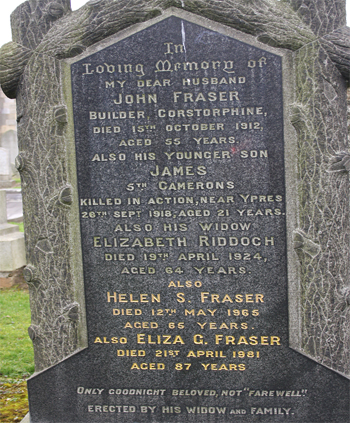 In
Loving Memory of
MY DEAR HUSBAND
JOHN FRASER
BUILDER, CORSTORPHINE,
DIED 15TH OCTOBER 1912,
AGED 55 YEARS.
ALSO HIS YOUNGER SON
JAMES
5TH CAMERONS
KILLED IN ACTION, NEAR YPRES
26TH SEPT 1918, AGED 21 YEARS.
ALSO HIS WIDOW
ELIZABETH RIDDOCH
DIED 19TH APRIL 1924,
AGED 64 YEARS.
ALSO
HELEN S. FRASER
DIED 12TH MAY 1965
AGED 65 YEARS.
ALSO ELIZA G. FRASER
DIED 21ST APRIL 1981
AGED 87 YEARS
ONLY GOODNIGHT BELOVED, NOT "FAREWELL".
ERECTED BY HIS WIDOW AND FAMILY.